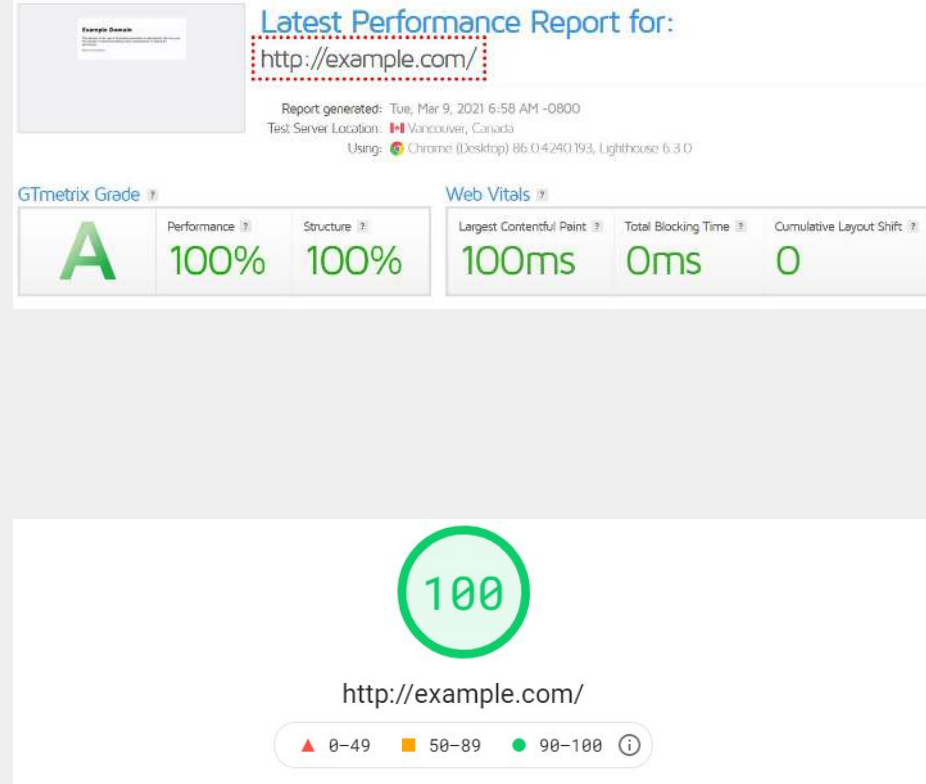 Example Domain
Latest Performance Report for:
http://example.com/
Report generated: Tue, Mar 9, 2021 6:58 AM -0800
Test Server Location: Vancouver, Canada
Using: Chrome (Desktop) 86.0.4240.193, Lighthouse 6.3.0
GTmetrix Grade ?
Web Vitals ?
A
Performance ?
100%
Structure ?
100%
Largest Contentful Paint ?
100ms
Total Blocking Time ?
0ms
Cumulative Layout Shift ?
0
100
http://example.com/
0–49 50–89 90–100